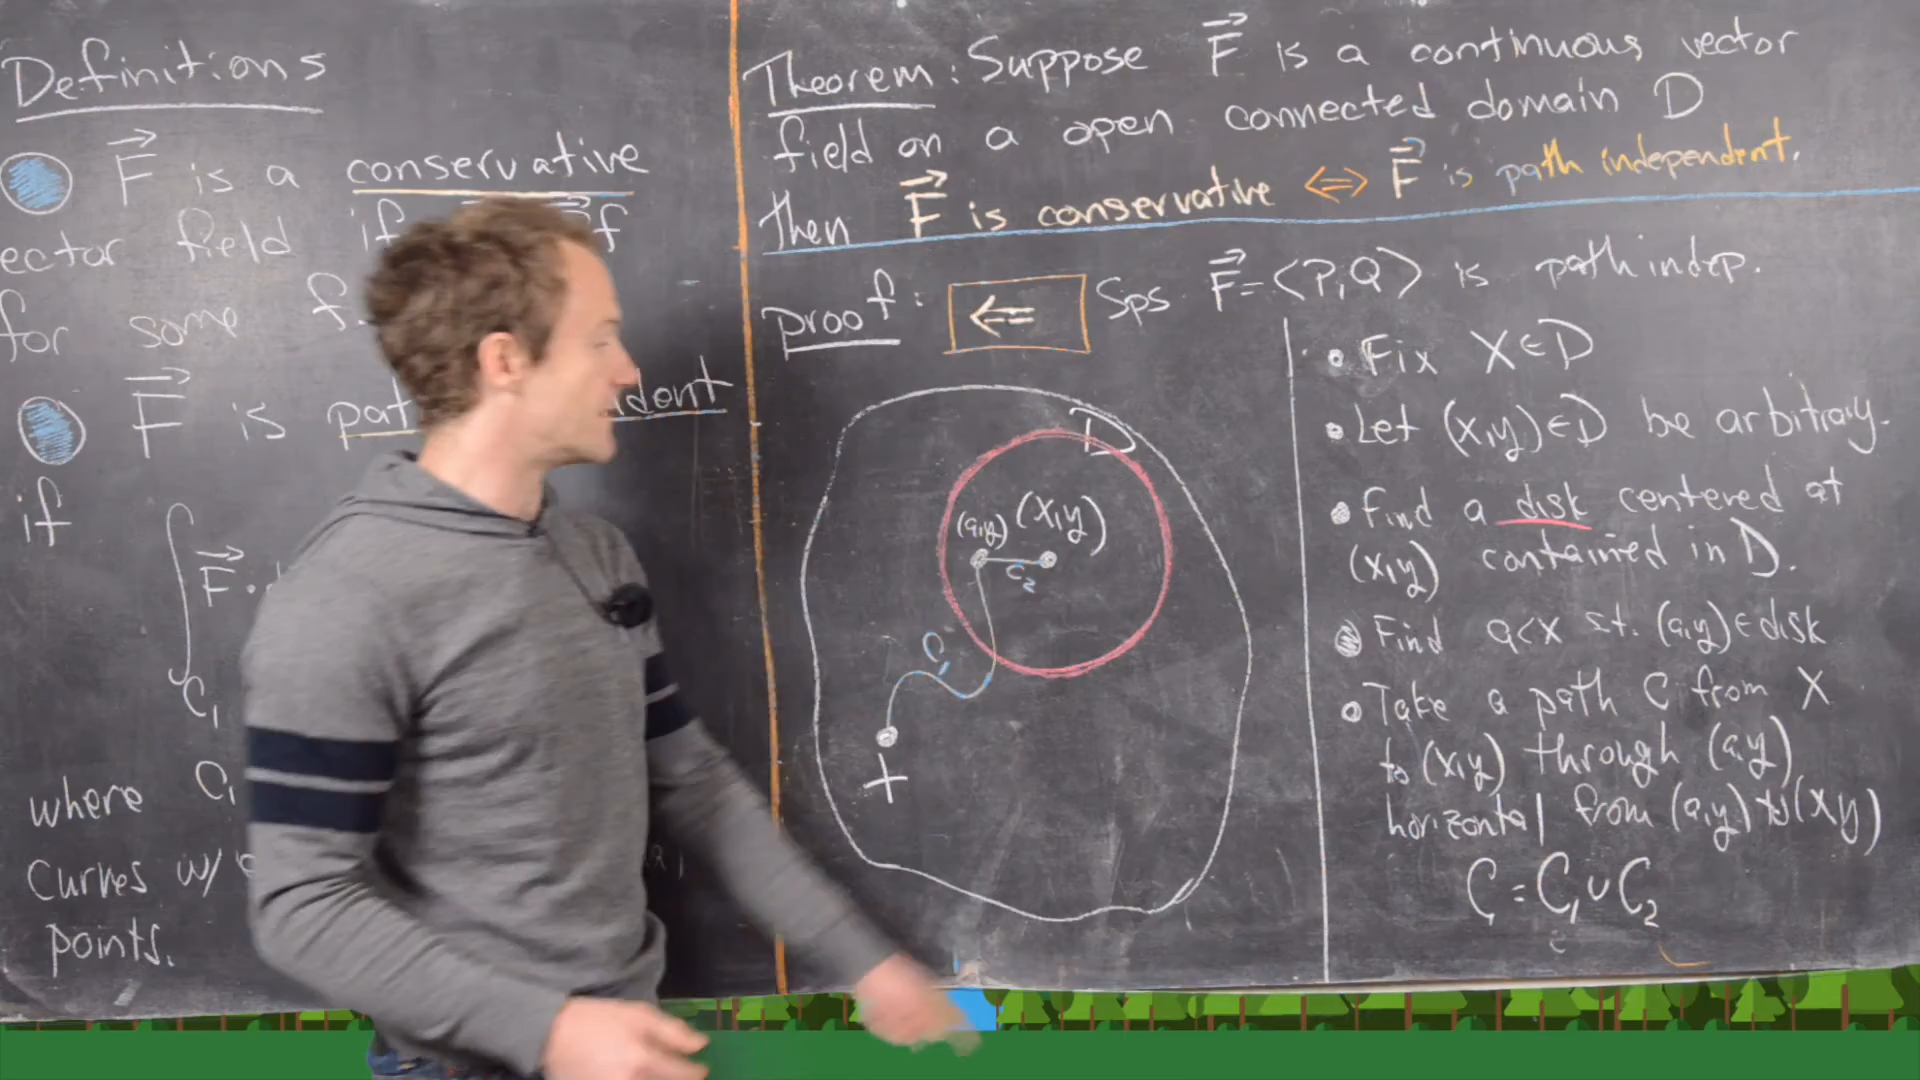 Definitions
F is a conservative
ector field if f
for some f.
F is pat dent
if
F ·
C₁
where C₁
Curves w/
points.
Theorem: Suppose F is a continuous vector
field on a open connected domain D
then F is conservative ⇔ F is path independent.
Proof: ⇐ Sps F = <P,Q> is path indep.
D
(a,y) (x,y)
C₂
C₁
X
• Fix X ∈ D
• Let (x,y) ∈ D be arbitrary.
• Find a disk centered at
(x,y) contained in D.
• Find a<x s.t. (a,y) ∈ disk
• Take a path C from X
to (x,y) through (a,y)
horizontal from (a,y) to (x,y)
C = C₁ ∪ C₂